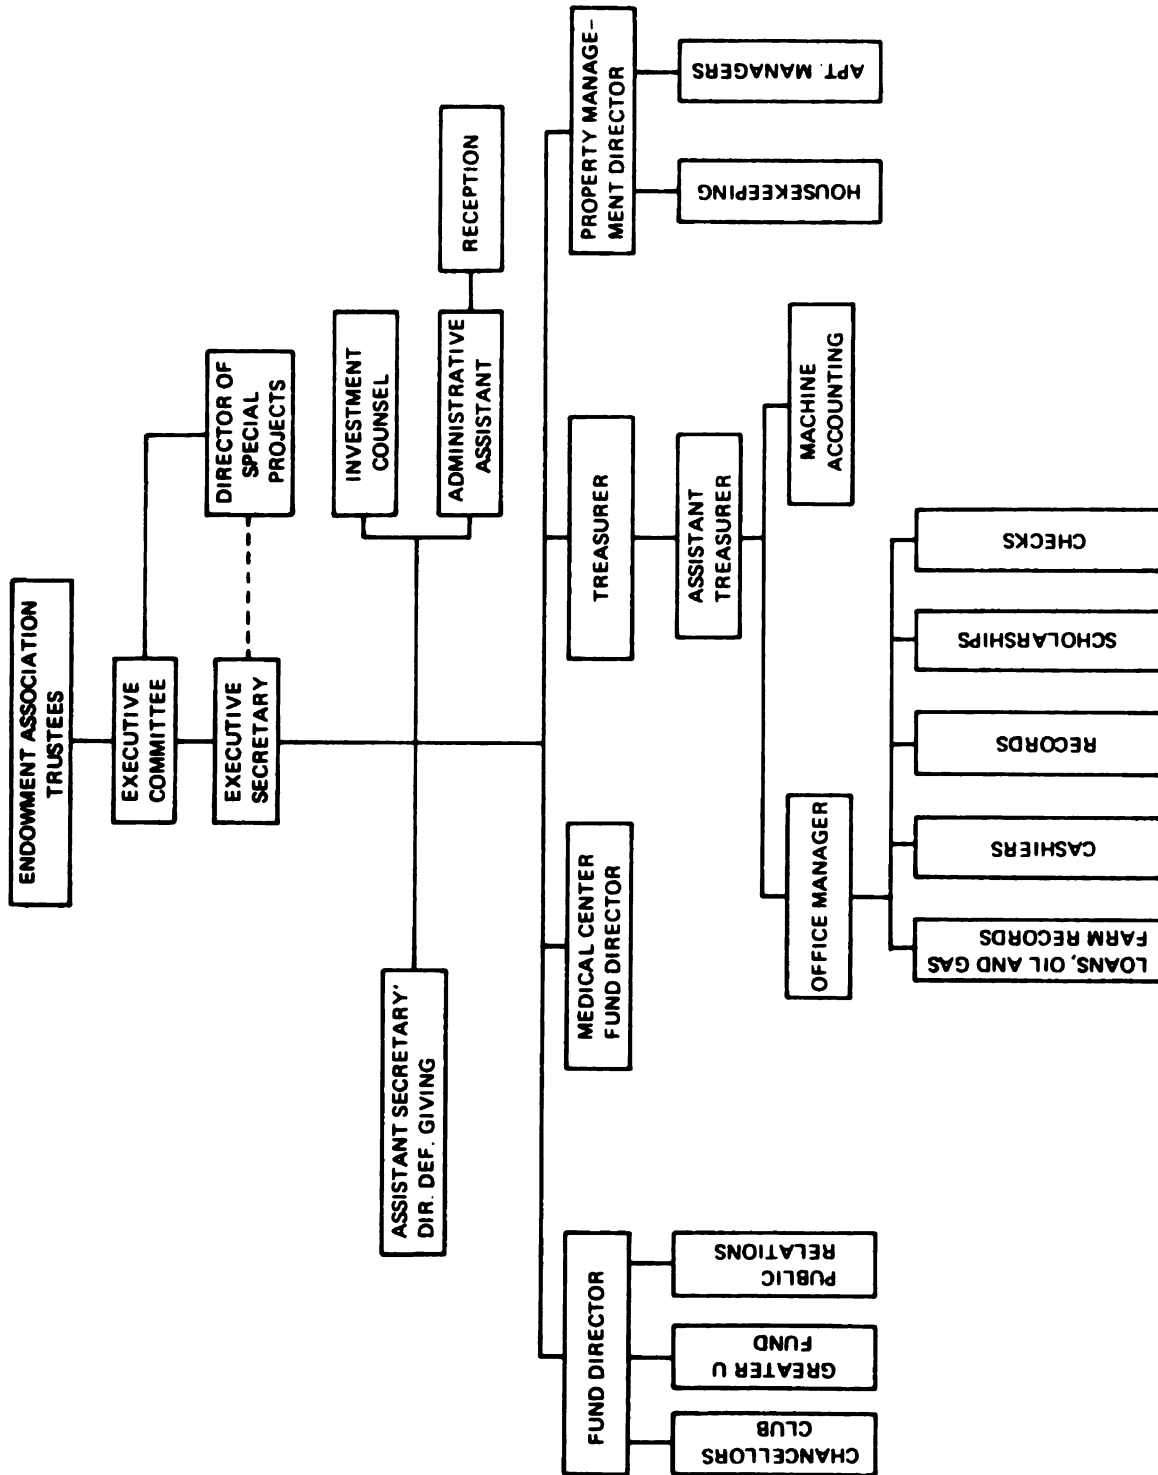 ENDOWMENT ASSOCIATION
TRUSTEES
EXECUTIVE
COMMITTEE
DIRECTOR OF
SPECIAL
PROJECTS
EXECUTIVE
SECRETARY
INVESTMENT
COUNSEL
ASSISTANT SECRETARY'
DIR. DEF. GIVING
ADMINISTRATIVE
ASSISTANT
RECEPTION
FUND DIRECTOR
MEDICAL CENTER
FUND DIRECTOR
TREASURER
PROPERTY MANAGE-
MENT DIRECTOR
CHANCELLORS
CLUB
GREATER U
FUND
PUBLIC
RELATIONS
ASSISTANT
TREASURER
HOUSEKEEPING
APT. MANAGERS
OFFICE MANAGER
MACHINE
ACCOUNTING
LOANS, OIL AND GAS
FARM RECORDS
CASHIERS
RECORDS
SCHOLARSHIPS
CHECKS